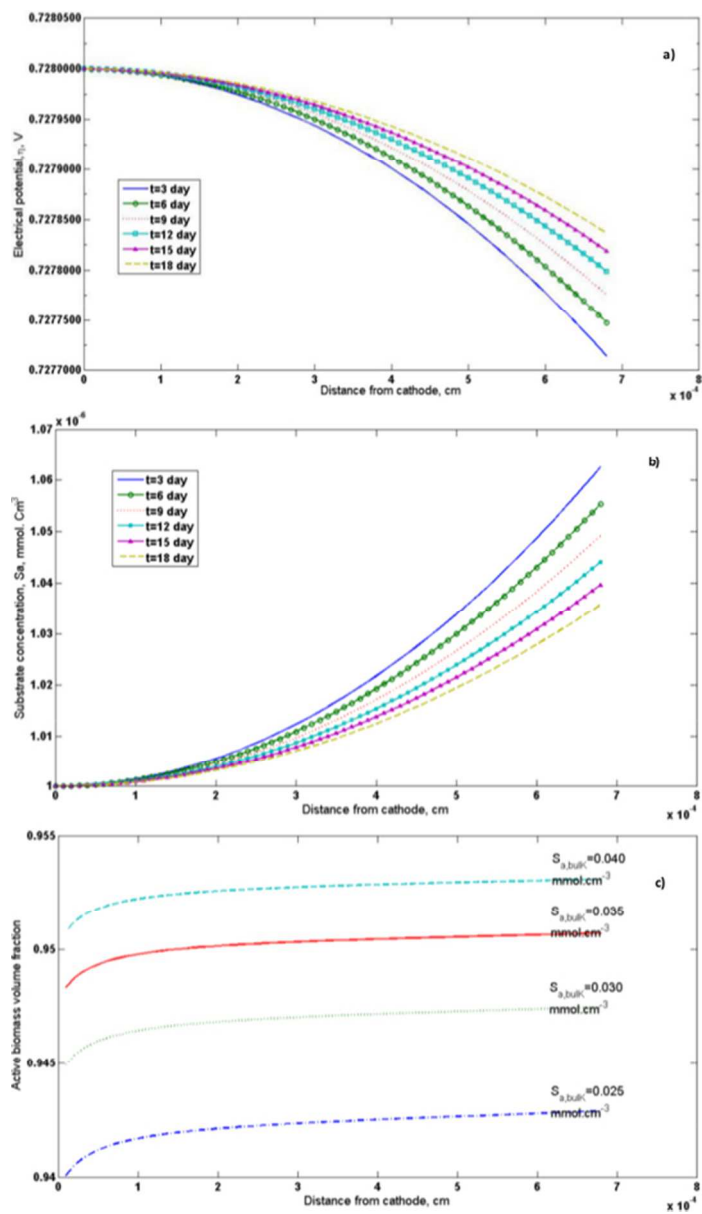 0.7280500
a)
0.7280000
0.7279500
0.7279000
0.7278500
0.7278000
0.7277500
0.7277000
Electrical potential, η, V
t=3 day
t=6 day
t=9 day
t=12 day
t=15 day
t=18 day
0 1 2 3 4 5 6 7 8
Distance from cathode, cm
x 10⁻⁴
x 10⁻⁶
1.07
b)
1.06
1.05
1.04
1.03
1.02
1.01
1
Substrate concentration, Sa, mmol. Cm³
t=3 day
t=6 day
t=9 day
t=12 day
t=15 day
t=18 day
0 1 2 3 4 5 6 7 8
Distance from cathode, cm
x 10⁻⁴
0.955
c)
0.95
0.945
0.94
Active biomass volume fraction
S a,bulK=0.040
mmol.cm⁻³
S a,bulK=0.035
mmol.cm⁻³
S a,bulK=0.030
mmol.cm⁻³
S a,bulK=0.025
mmol.cm⁻³
0 1 2 3 4 5 6 7 8
Distance from cathode, cm
x 10⁻⁴